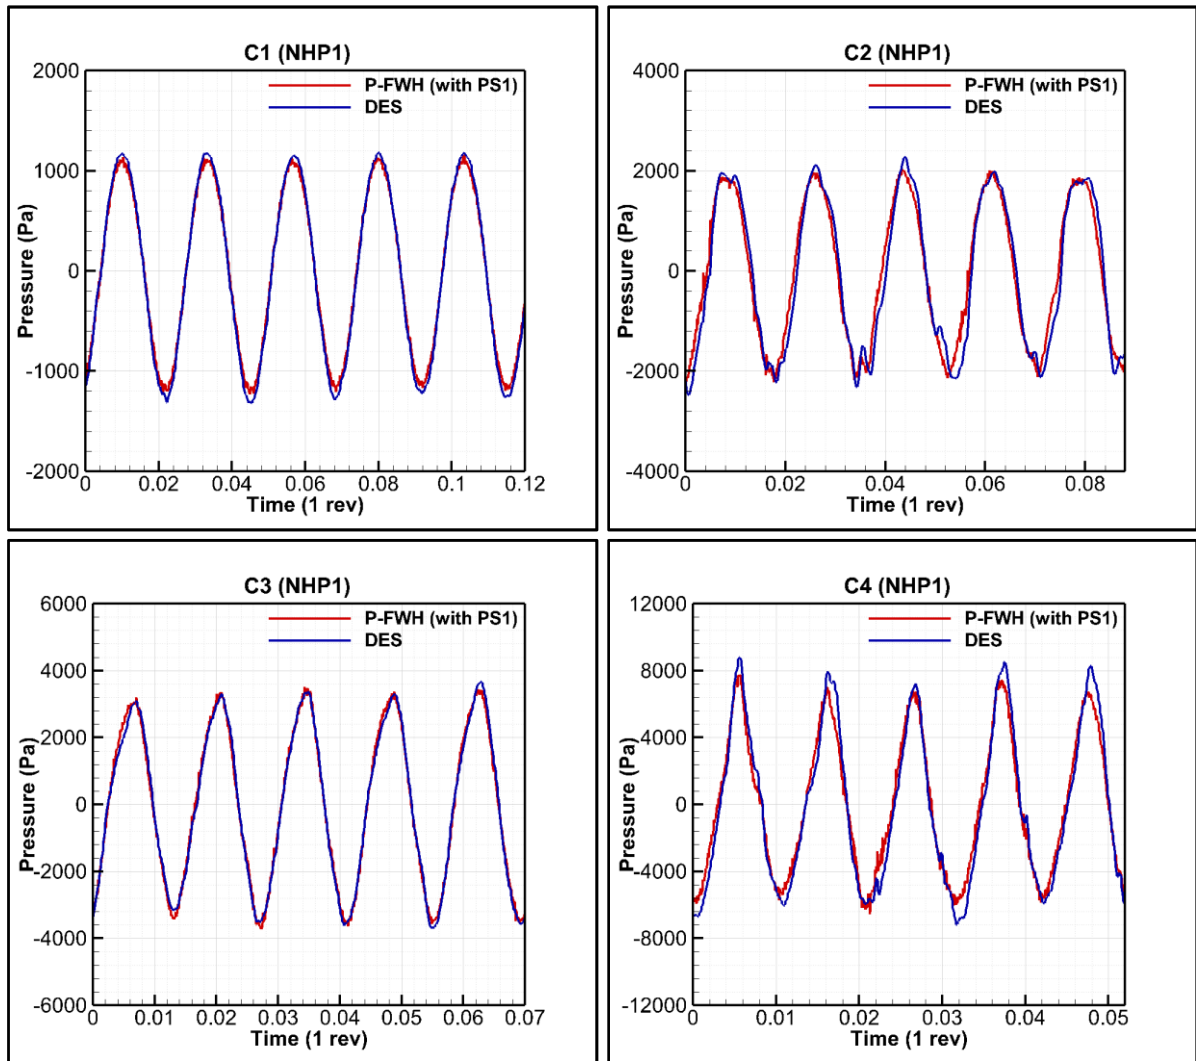 C1 (NHP1)
P-FWH (with PS1)
DES
Pressure (Pa)
2000
1000
0
-1000
-2000
0 0.02 0.04 0.06 0.08 0.1 0.12
Time (1 rev)
C2 (NHP1)
P-FWH (with PS1)
DES
Pressure (Pa)
4000
2000
0
-2000
-4000
0 0.02 0.04 0.06 0.08
Time (1 rev)
C3 (NHP1)
P-FWH (with PS1)
DES
Pressure (Pa)
6000
4000
2000
0
-2000
-4000
-6000
0 0.01 0.02 0.03 0.04 0.05 0.06 0.07
Time (1 rev)
C4 (NHP1)
P-FWH (with PS1)
DES
Pressure (Pa)
12000
8000
4000
0
-4000
-8000
-12000
0 0.01 0.02 0.03 0.04 0.05
Time (1 rev)